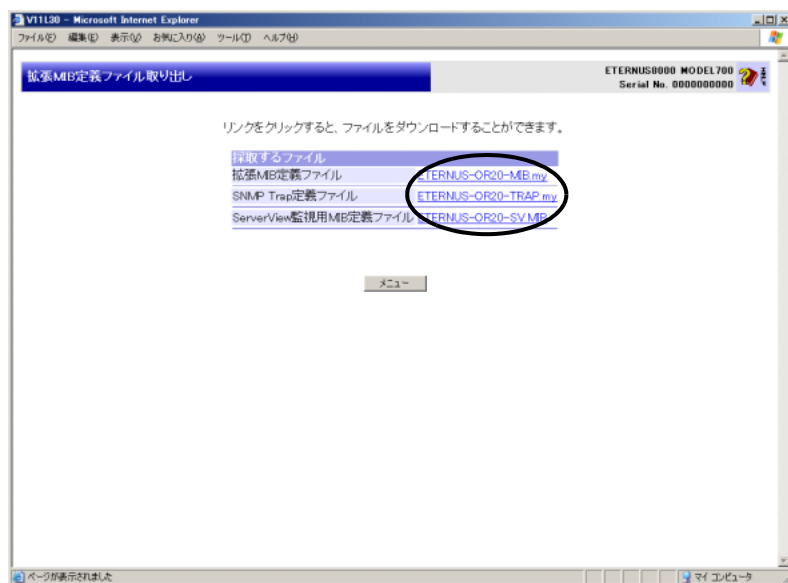 V11L30 - Microsoft Internet Explorer
ファイル(F) 編集(E) 表示(V) お気に入り(A) ツール(T) ヘルプ(H)
拡張MIB定義ファイル取り出し
ETERNUS8000 MODEL700
Serial No. 0000000000
リンクをクリックすると、ファイルをダウンロードすることができます。
採取するファイル
拡張MIB定義ファイル ETERNUS-OR20-MIB.my
SNMP Trap定義ファイル ETERNUS-OR20-TRAP.my
ServerView監視用MIB定義ファイル ETERNUS-OR20-SV.MIB
メニュー
ページが表示されました マイ コンピュータ